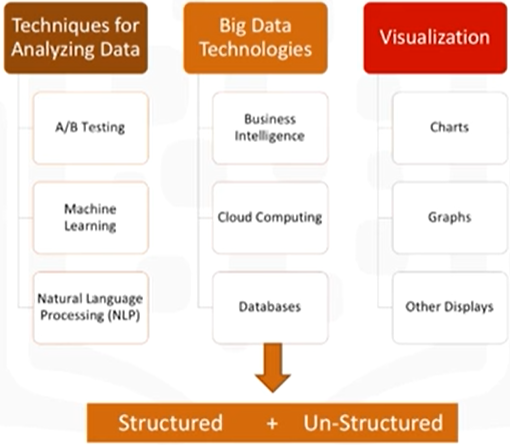 Techniques for
Analyzing Data
A/B Testing
Machine
Learning
Natural Language
Processing (NLP)
Big Data
Technologies
Business
Intelligence
Cloud Computing
Databases
Visualization
Charts
Graphs
Other Displays
Structured + Un-Structured